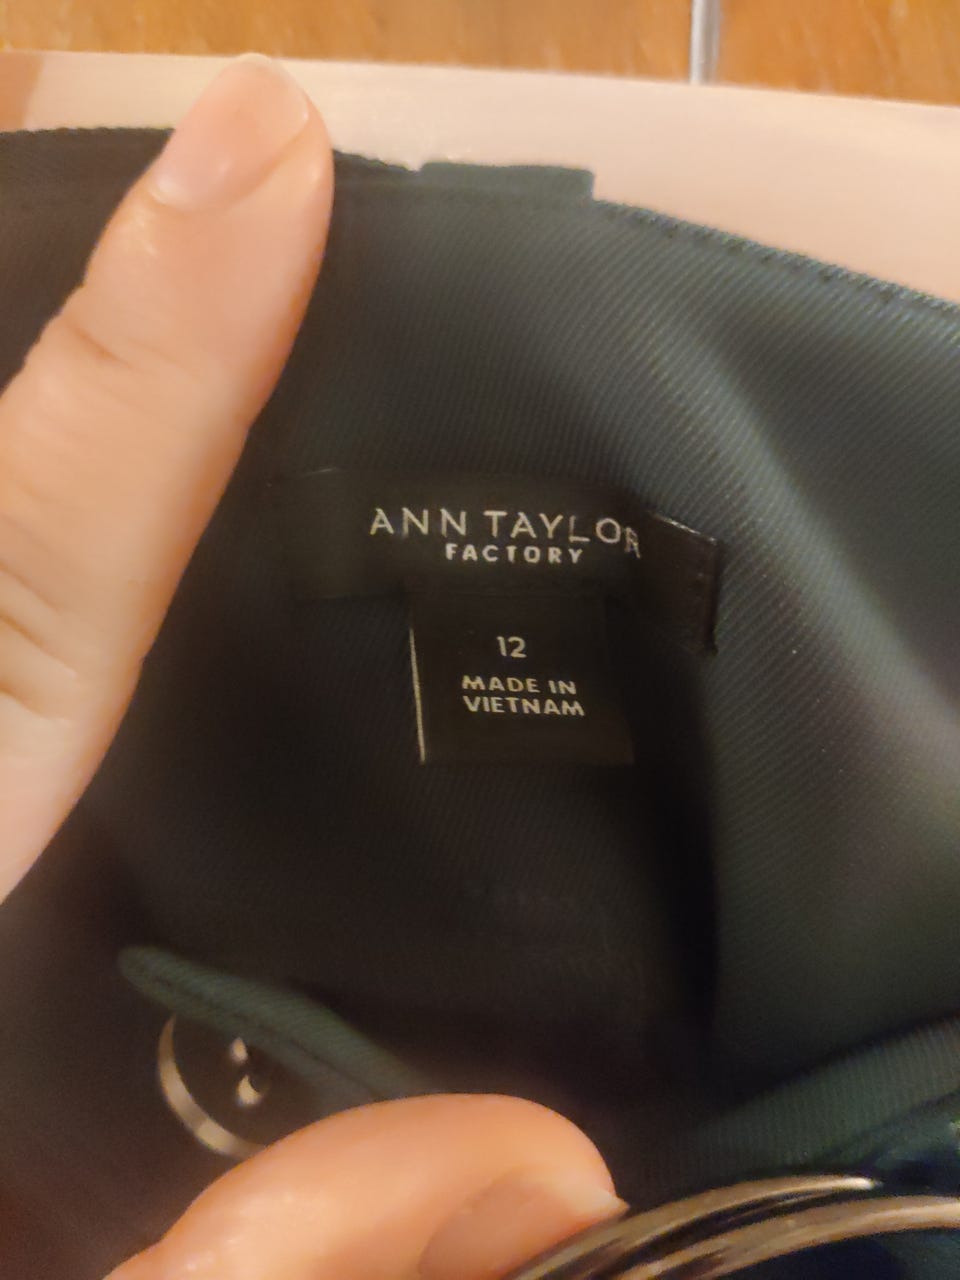 ANN TAYLOR
FACTORY
12
MADE IN
VIETNAM